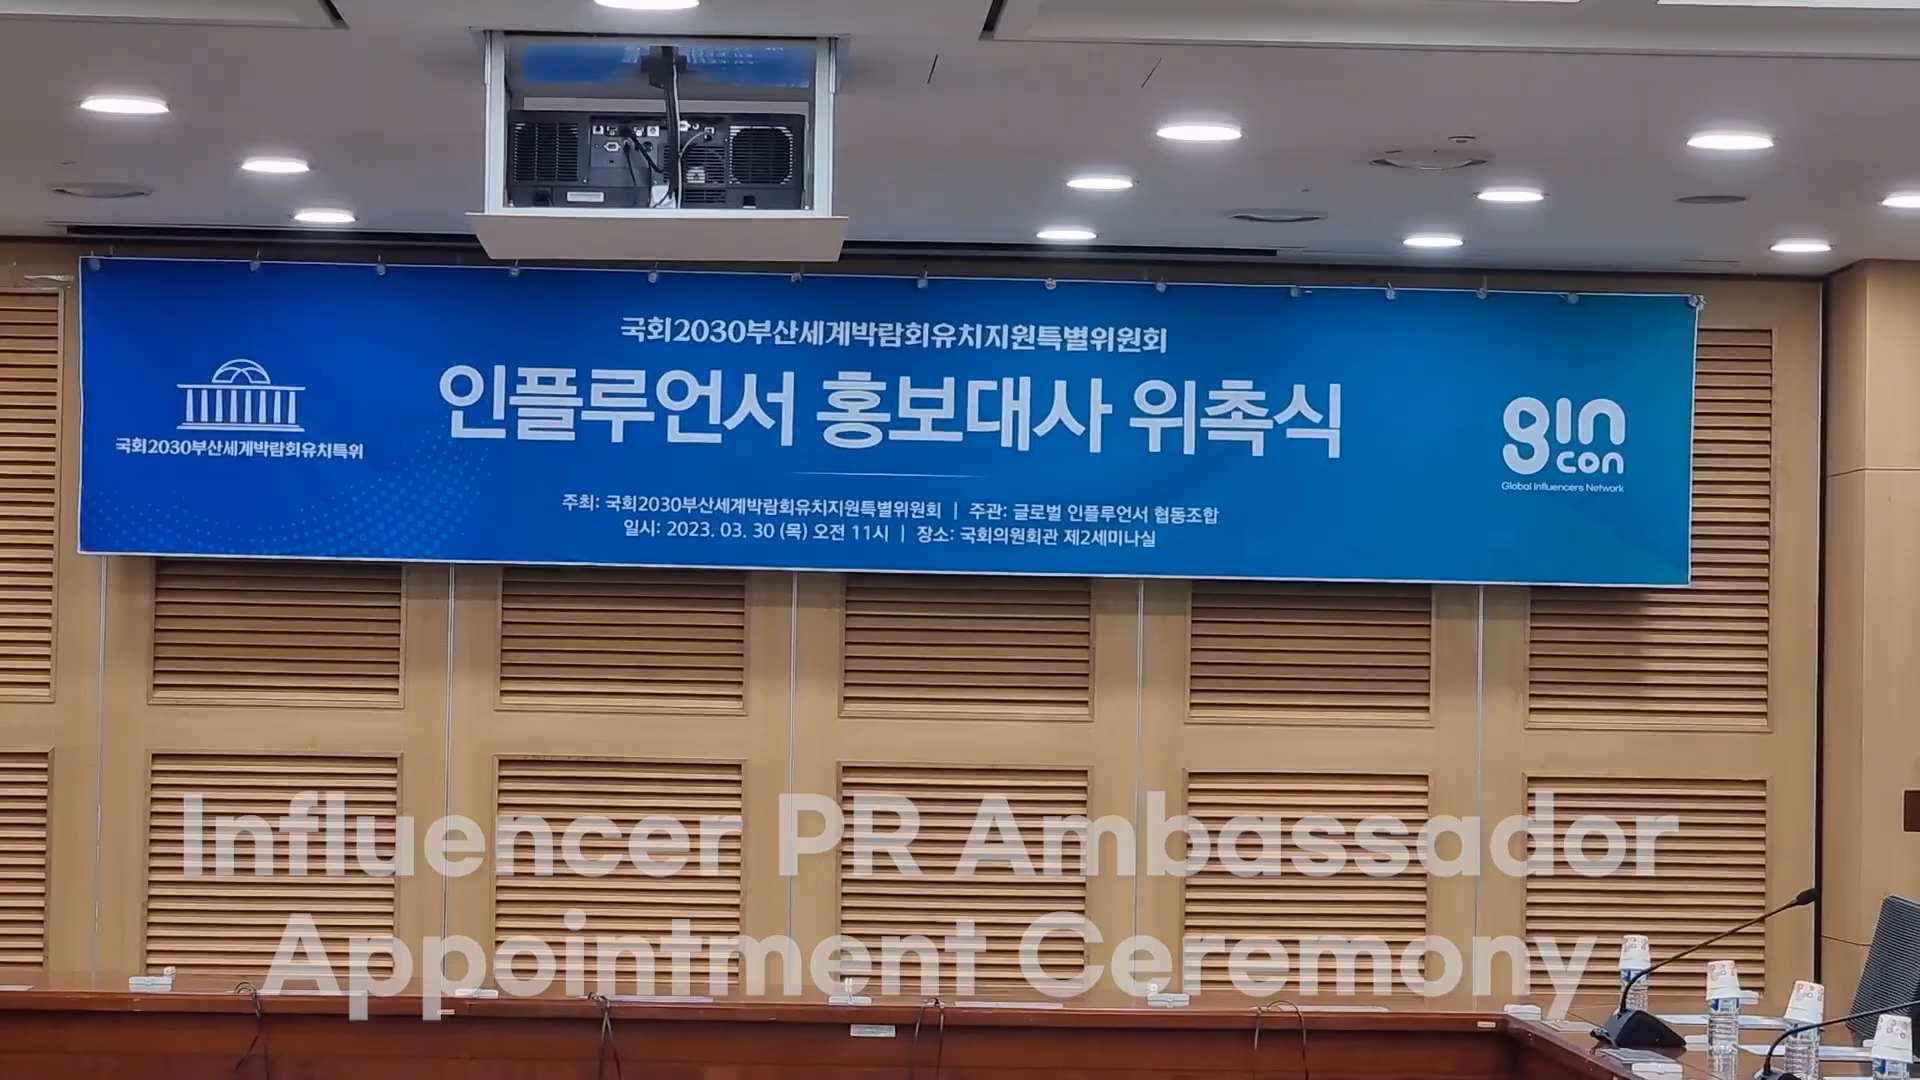 국회2030부산세계박람회유치지원특별위원회
인플루언서 홍보대사 위촉식
국회2030부산세계박람회유치특위
gin
con
Global Influencers Network
주최: 국회2030부산세계박람회유치지원특별위원회 | 주관: 글로벌 인플루언서 협동조합
일시: 2023. 03. 30 (목) 오전 11시 | 장소: 국회의원회관 제2세미나실
Influencer PR Ambassador
Appointment Ceremony